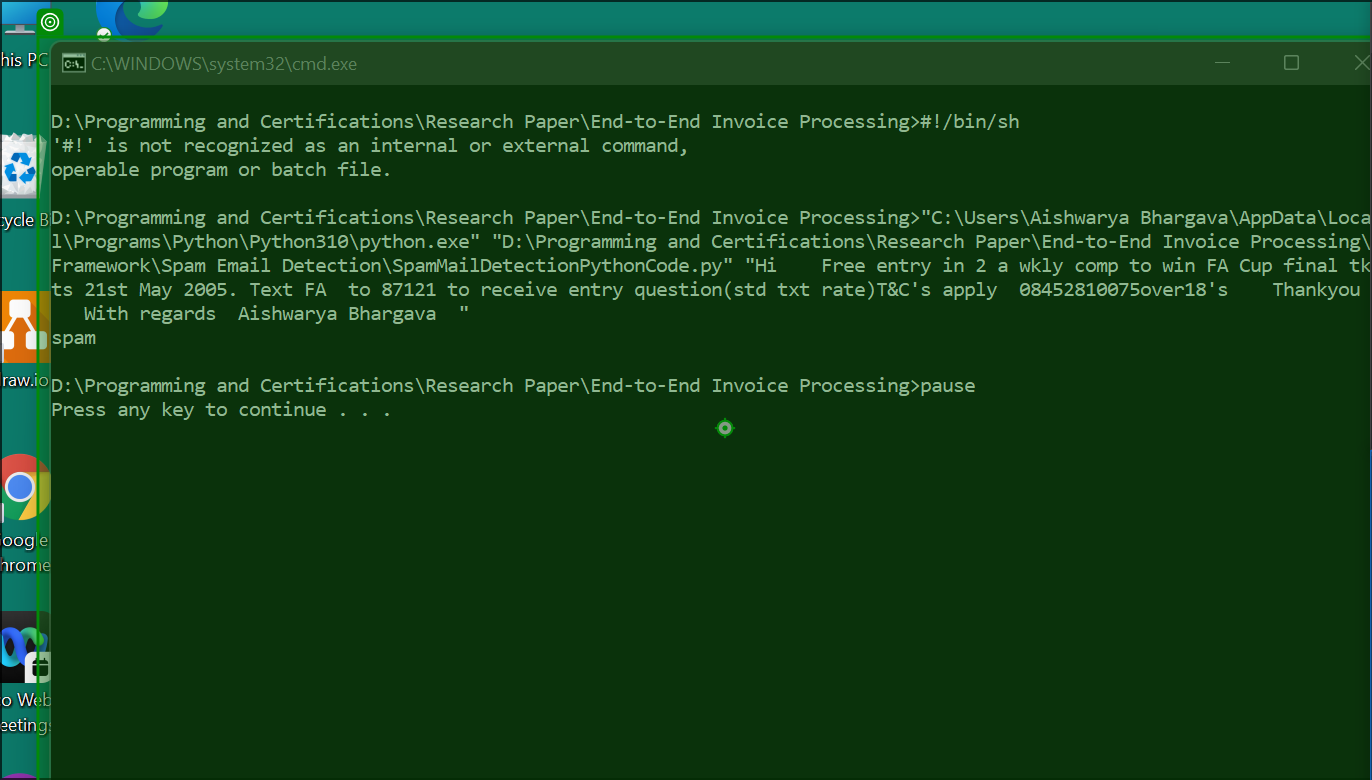 his PC
C:\WINDOWS\system32\cmd.exe
D:\Programming and Certifications\Research Paper\End-to-End Invoice Processing>#!/bin/sh
'#!' is not recognized as an internal or external command,
operable program or batch file.
D:\Programming and Certifications\Research Paper\End-to-End Invoice Processing>"C:\Users\Aishwarya Bhargava\AppData\Loca
l\Programs\Python\Python310\python.exe" "D:\Programming and Certifications\Research Paper\End-to-End Invoice Processing\
Framework\Spam Email Detection\SpamMailDetectionPythonCode.py" "Hi    Free entry in 2 a wkly comp to win FA Cup final tk
ts 21st May 2005. Text FA  to 87121 to receive entry question(std txt rate)T&C's apply  08452810075over18's    Thankyou
   With regards  Aishwarya Bhargava  "
spam
D:\Programming and Certifications\Research Paper\End-to-End Invoice Processing>pause
Press any key to continue . . .
cycle B
raw.io
oogle
hrome
o Web
eetings